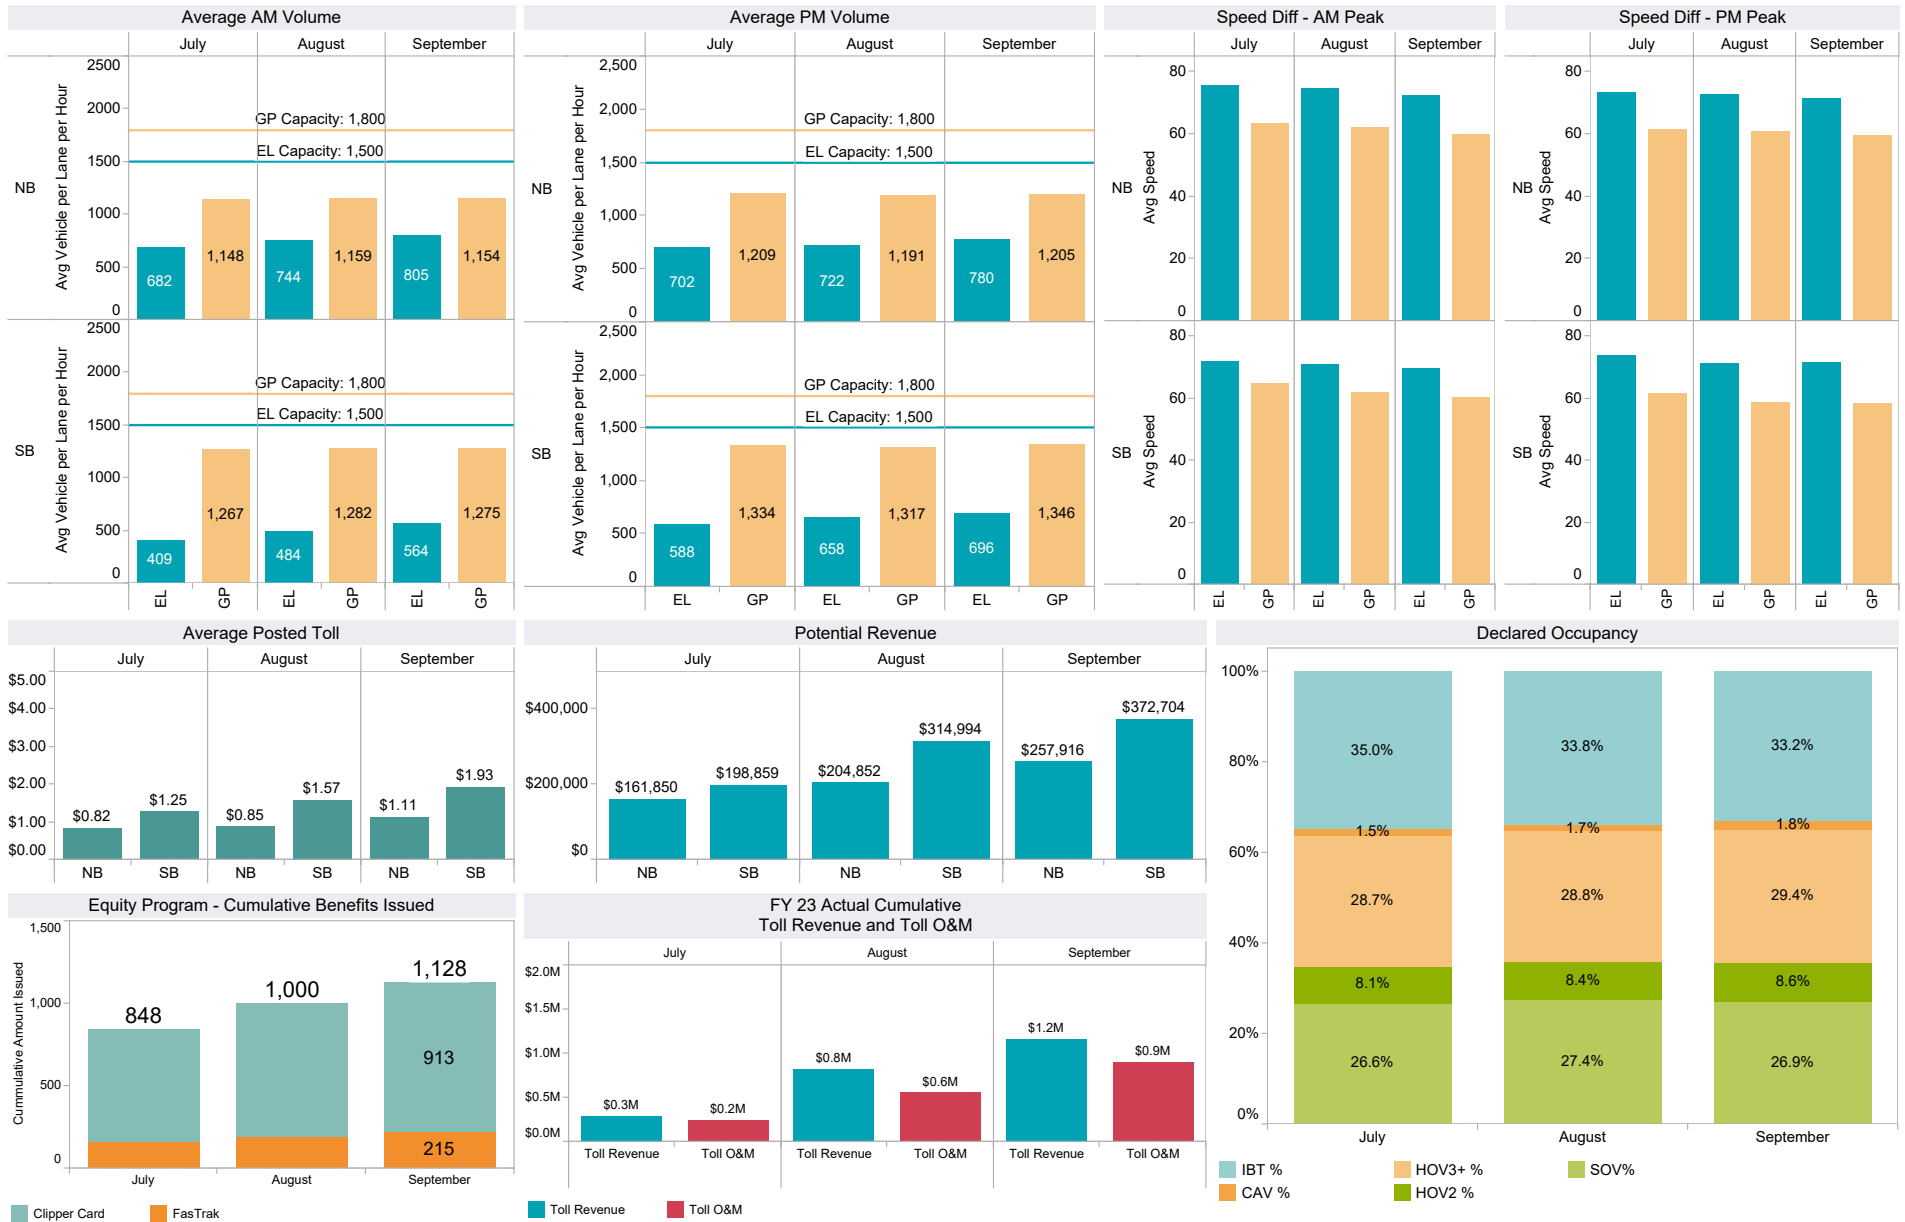 Average AM Volume
July August September
NB
Avg Vehicle per Lane per Hour
2500
2000
1500
1000
500
0
GP Capacity: 1,800
EL Capacity: 1,500
682 1,148 744 1,159 805 1,154
SB
Avg Vehicle per Lane per Hour
2500
2000
1500
1000
500
0
GP Capacity: 1,800
EL Capacity: 1,500
409 1,267 484 1,282 564 1,275
EL GP EL GP EL GP
Average PM Volume
July August September
NB
Avg Vehicle per Lane per Hour
2,500
2,000
1,500
1,000
500
0
GP Capacity: 1,800
EL Capacity: 1,500
702 1,209 722 1,191 780 1,205
SB
Avg Vehicle per Lane per Hour
2,500
2,000
1,500
1,000
500
0
GP Capacity: 1,800
EL Capacity: 1,500
588 1,334 658 1,317 696 1,346
EL GP EL GP EL GP
Speed Diff - AM Peak
July August September
NB
Avg Speed
80
60
40
20
0
SB
Avg Speed
80
60
40
20
0
EL GP EL GP EL GP
Speed Diff - PM Peak
July August September
NB
Avg Speed
80
60
40
20
0
SB
Avg Speed
80
60
40
20
0
EL GP EL GP EL GP
Average Posted Toll
July August September
$5.00
$4.00
$3.00
$2.00
$1.00
$0.00
$0.82 $1.25 $0.85 $1.57 $1.11 $1.93
NB SB NB SB NB SB
Potential Revenue
July August September
$400,000
$200,000
$0
$161,850 $198,859 $204,852 $314,994 $257,916 $372,704
NB SB NB SB NB SB
Declared Occupancy
100%
80%
60%
40%
20%
0%
35.0% 33.8% 33.2%
1.5% 1.7% 1.8%
28.7% 28.8% 29.4%
8.1% 8.4% 8.6%
26.6% 27.4% 26.9%
July August September
IBT % HOV3+ % SOV%
CAV % HOV2 %
Equity Program - Cumulative Benefits Issued
Cummulative Amount Issued
1,500
1,000
500
0
848 1,000 1,128
913
215
July August September
Clipper Card FasTrak
FY 23 Actual Cumulative
Toll Revenue and Toll O&M
July August September
$2.0M
$1.5M
$1.0M
$0.5M
$0.0M
$0.3M $0.2M $0.8M $0.6M $1.2M $0.9M
Toll Revenue Toll O&M Toll Revenue Toll O&M Toll Revenue Toll O&M
Toll Revenue Toll O&M